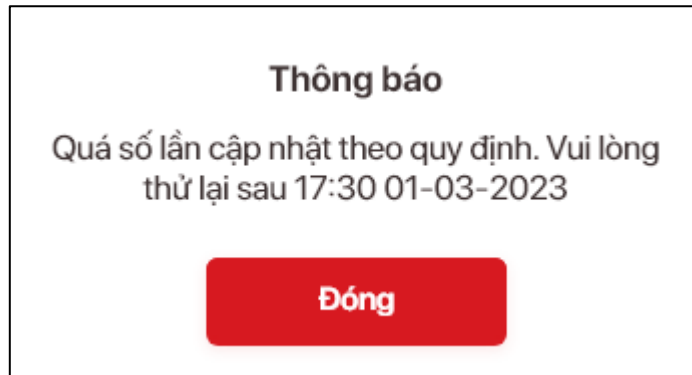 Thông báo
Quá số lần cập nhật theo quy định. Vui lòng
thử lại sau 17:30 01-03-2023
Đóng